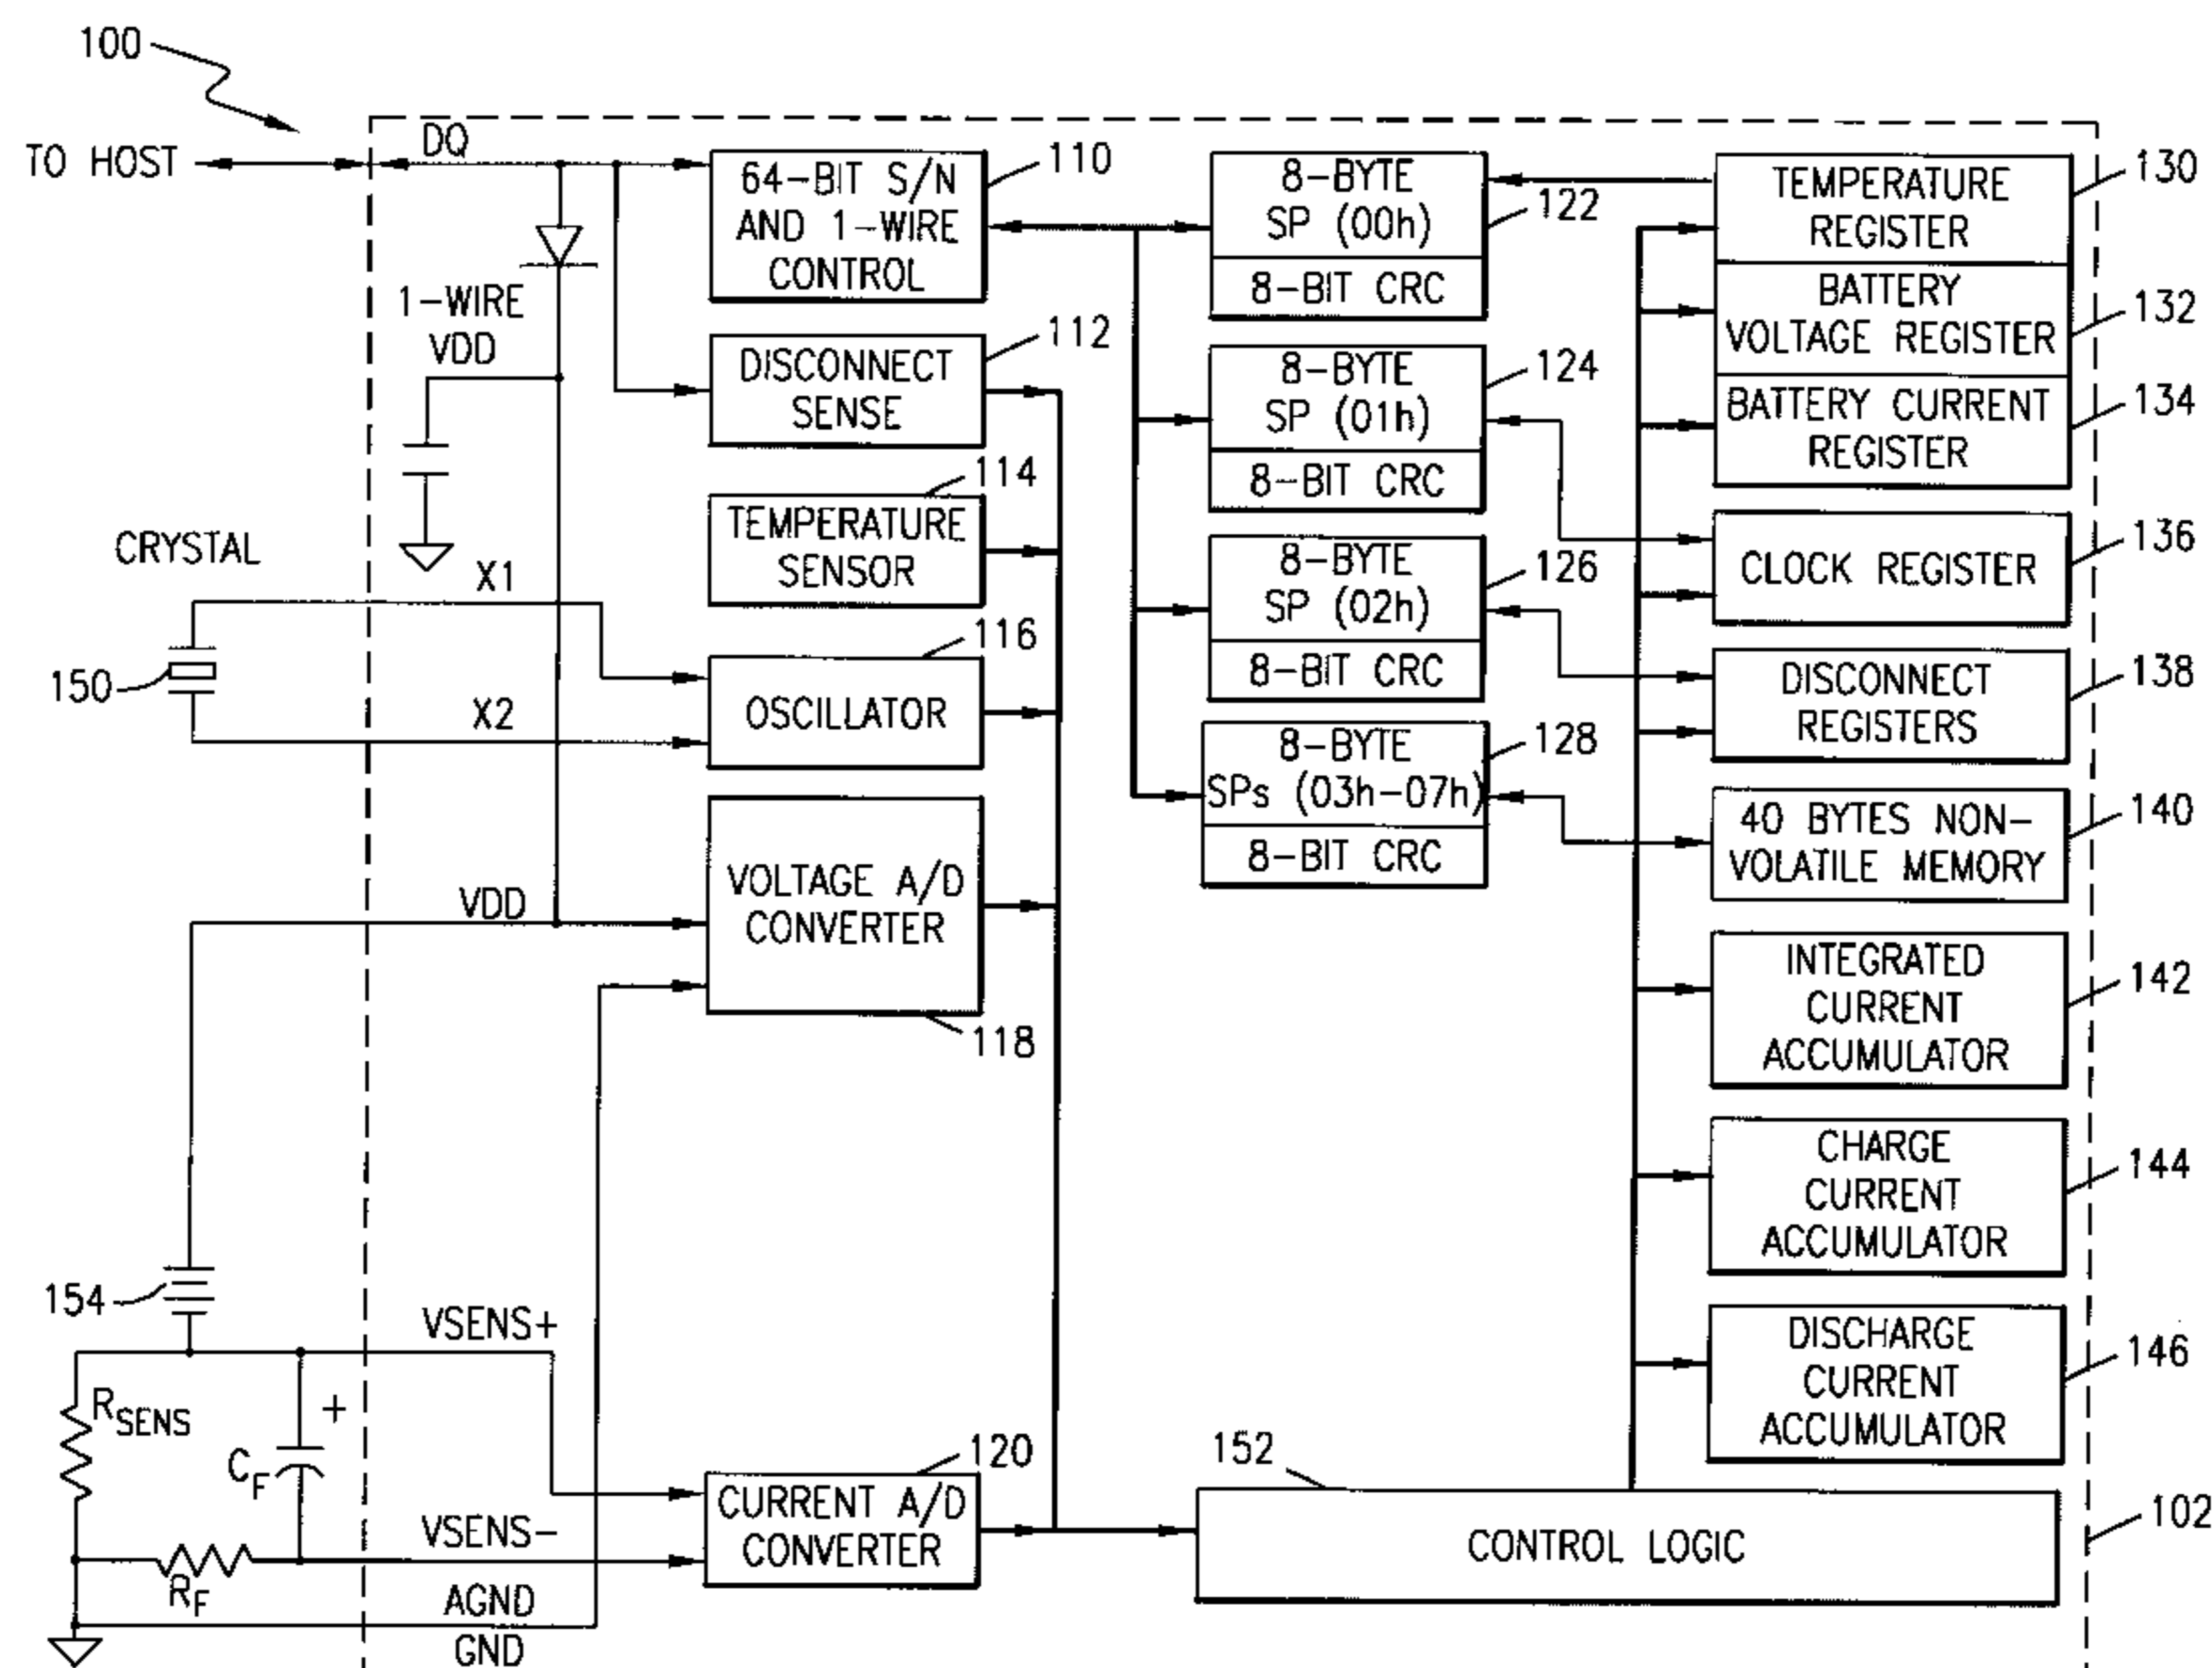 100
TO HOST
DQ
64-BIT S/N
AND 1-WIRE
CONTROL
110
1-WIRE
VDD
DISCONNECT
SENSE
112
TEMPERATURE
SENSOR
114
CRYSTAL
X1
150
X2
OSCILLATOR
116
VDD
VOLTAGE A/D
CONVERTER
118
154
VSENS+
RSENS
+
CF
VSENS-
RF
AGND
GND
CURRENT A/D
CONVERTER
120
8-BYTE
SP (00h)
8-BIT CRC
122
8-BYTE
SP (01h)
8-BIT CRC
124
8-BYTE
SP (02h)
8-BIT CRC
126
8-BYTE
SPs (03h-07h)
8-BIT CRC
128
TEMPERATURE
REGISTER
130
BATTERY
VOLTAGE REGISTER
132
BATTERY CURRENT
REGISTER
134
CLOCK REGISTER
136
DISCONNECT
REGISTERS
138
40 BYTES NON-
VOLATILE MEMORY
140
INTEGRATED
CURRENT
ACCUMULATOR
142
CHARGE
CURRENT
ACCUMULATOR
144
DISCHARGE
CURRENT
ACCUMULATOR
146
152
CONTROL LOGIC
102